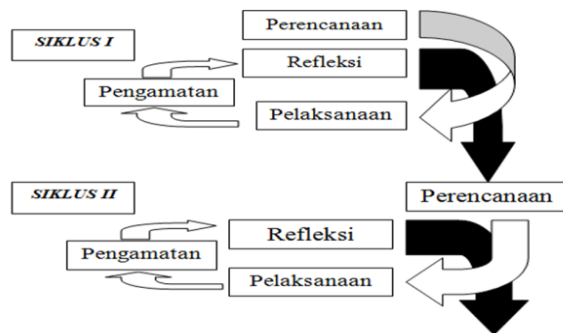 Perencanaan
SIKLUS I
Refleksi
Pengamatan
Pelaksanaan
SIKLUS II
Perencanaan
Refleksi
Pengamatan
Pelaksanaan